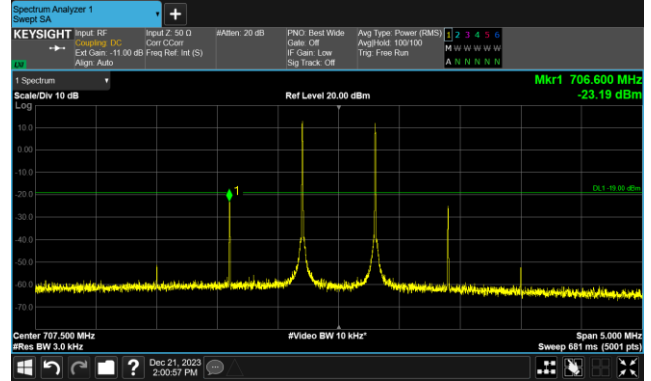 Spectrum Analyzer 1
Swept SA
+
KEYSIGHT Input: RF Input Z: 50 Ω #Atten: 20 dB PNO: Best Wide Avg Type: Power (RMS) 1 2 3 4 5 6
Coupling: DC Corr CCorr Gate: Off Avg|Hold: 100/100 M W W W W W
Ext Gain: -11.00 dB Freq Ref: Int (S) IF Gain: Low Trig: Free Run
Align: Auto Sig Track: Off A N N N N N
1 Spectrum Mkr1 706.600 MHz
Scale/Div 10 dB Ref Level 20.00 dBm -23.19 dBm
Log
10.0
0.00
-10.0
1
DL1 -19.00 dBm
-20.0
-30.0
-40.0
-50.0
-60.0
-70.0
Center 707.500 MHz #Video BW 10 kHz* Span 5.000 MHz
#Res BW 3.0 kHz Sweep 681 ms (5001 pts)
? Dec 21, 2023
2:00:57 PM